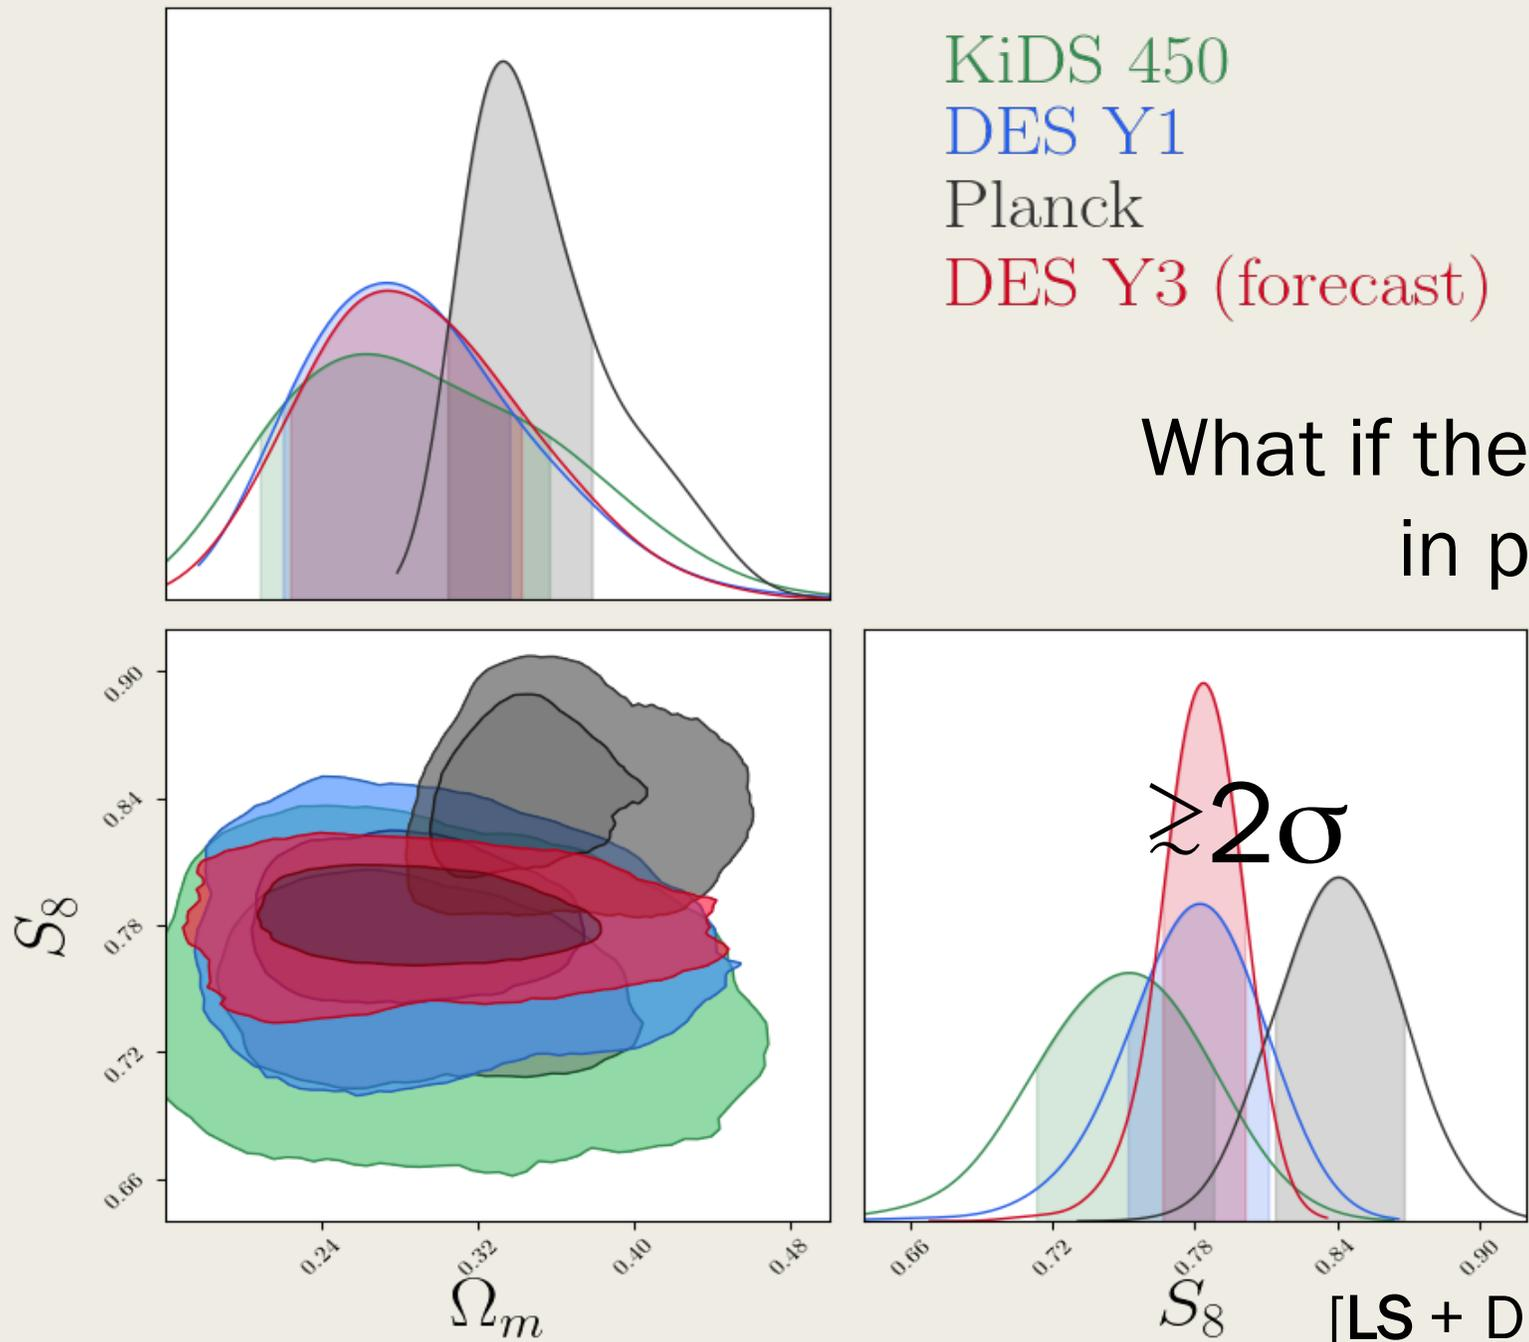 KiDS 450
DES Y1
Planck
DES Y3 (forecast)
What if the
in p
0.90
0.84
0.78
0.72
0.66
S8
≳2σ
0.24
0.32
0.40
0.48
Ωm
0.66
0.72
0.78
0.84
0.90
S8
[LS + D